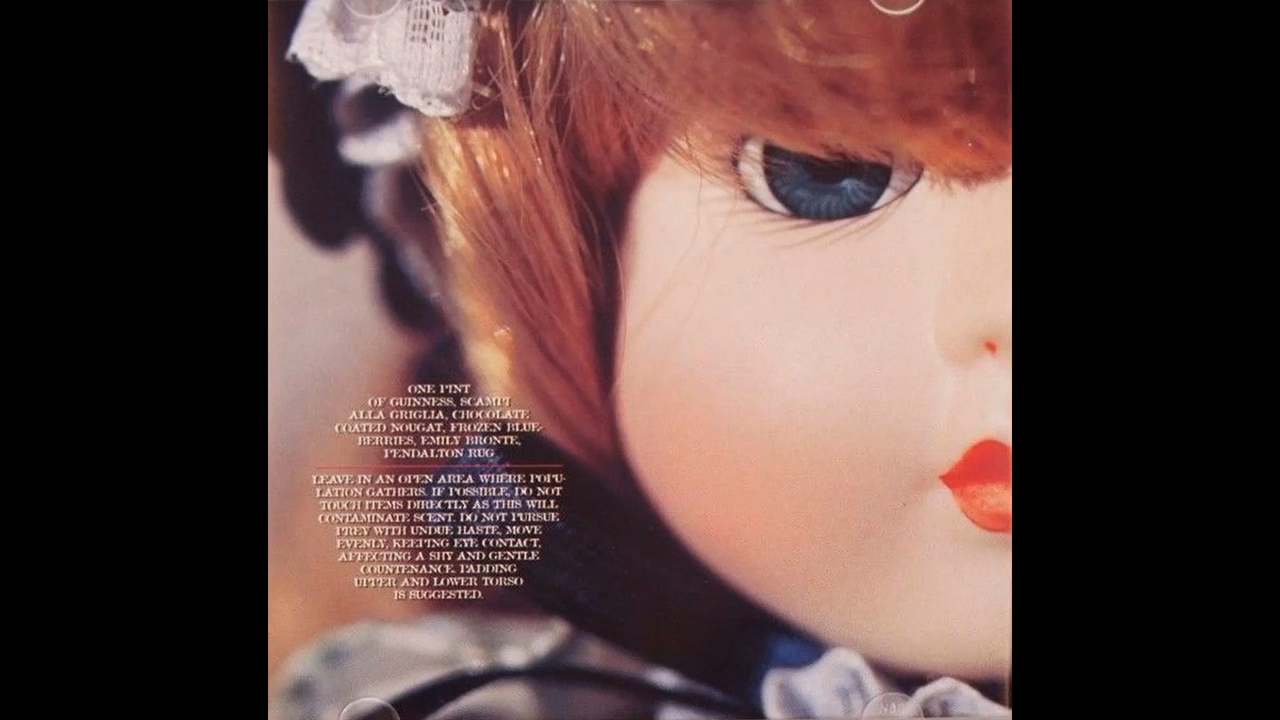 ONE PINT
OF GUINNESS, SCAMPI
ALLA GRIGLIA, CHOCOLATE
COATED NOUGAT, FROZEN BLUE-
BERRIES, EMILY BRONTE,
PENDALTON RUG
LEAVE IN AN OPEN AREA WHERE POPU-
LATION GATHERS. IF POSSIBLE, DO NOT
TOUCH ITEMS DIRECTLY AS THIS WILL
CONTAMINATE SCENT. DO NOT PURSUE
PREY WITH UNDUE HASTE, MOVE
EVENLY, KEEPING EYE CONTACT,
AFFECTING A SHY AND GENTLE
COUNTENANCE. PADDING
UPPER AND LOWER TORSO
IS SUGGESTED.